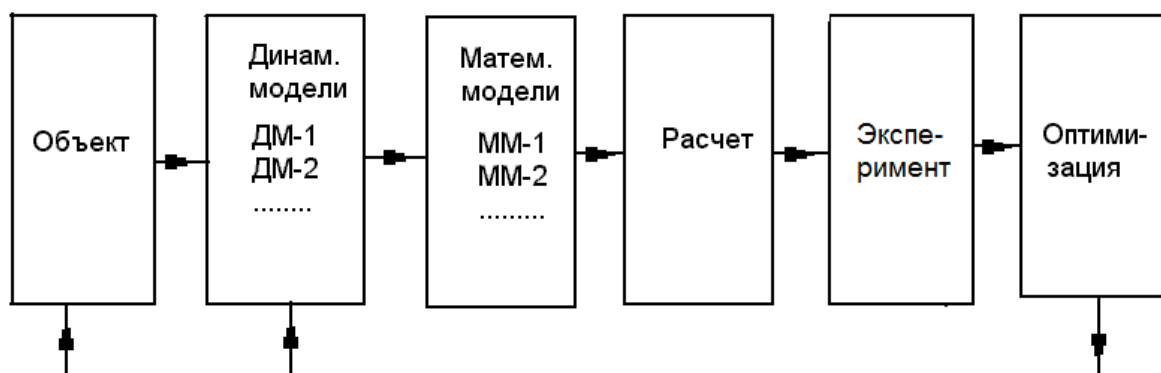 Объект
Динам.
модели
ДМ-1
ДМ-2
........
Матем.
модели
ММ-1
ММ-2
.........
Расчет
Экспе-
римент
Оптими-
зация